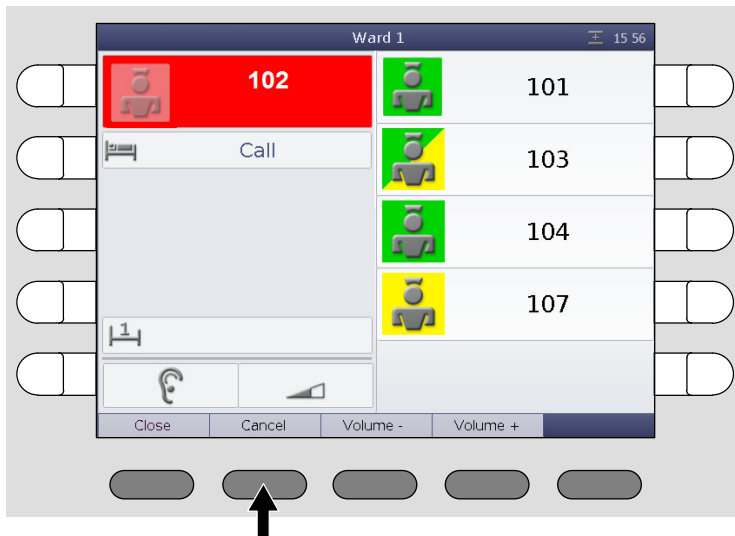 Ward 1
15 56
102
Call
1
101
103
104
107
Close
Cancel
Volume -
Volume +